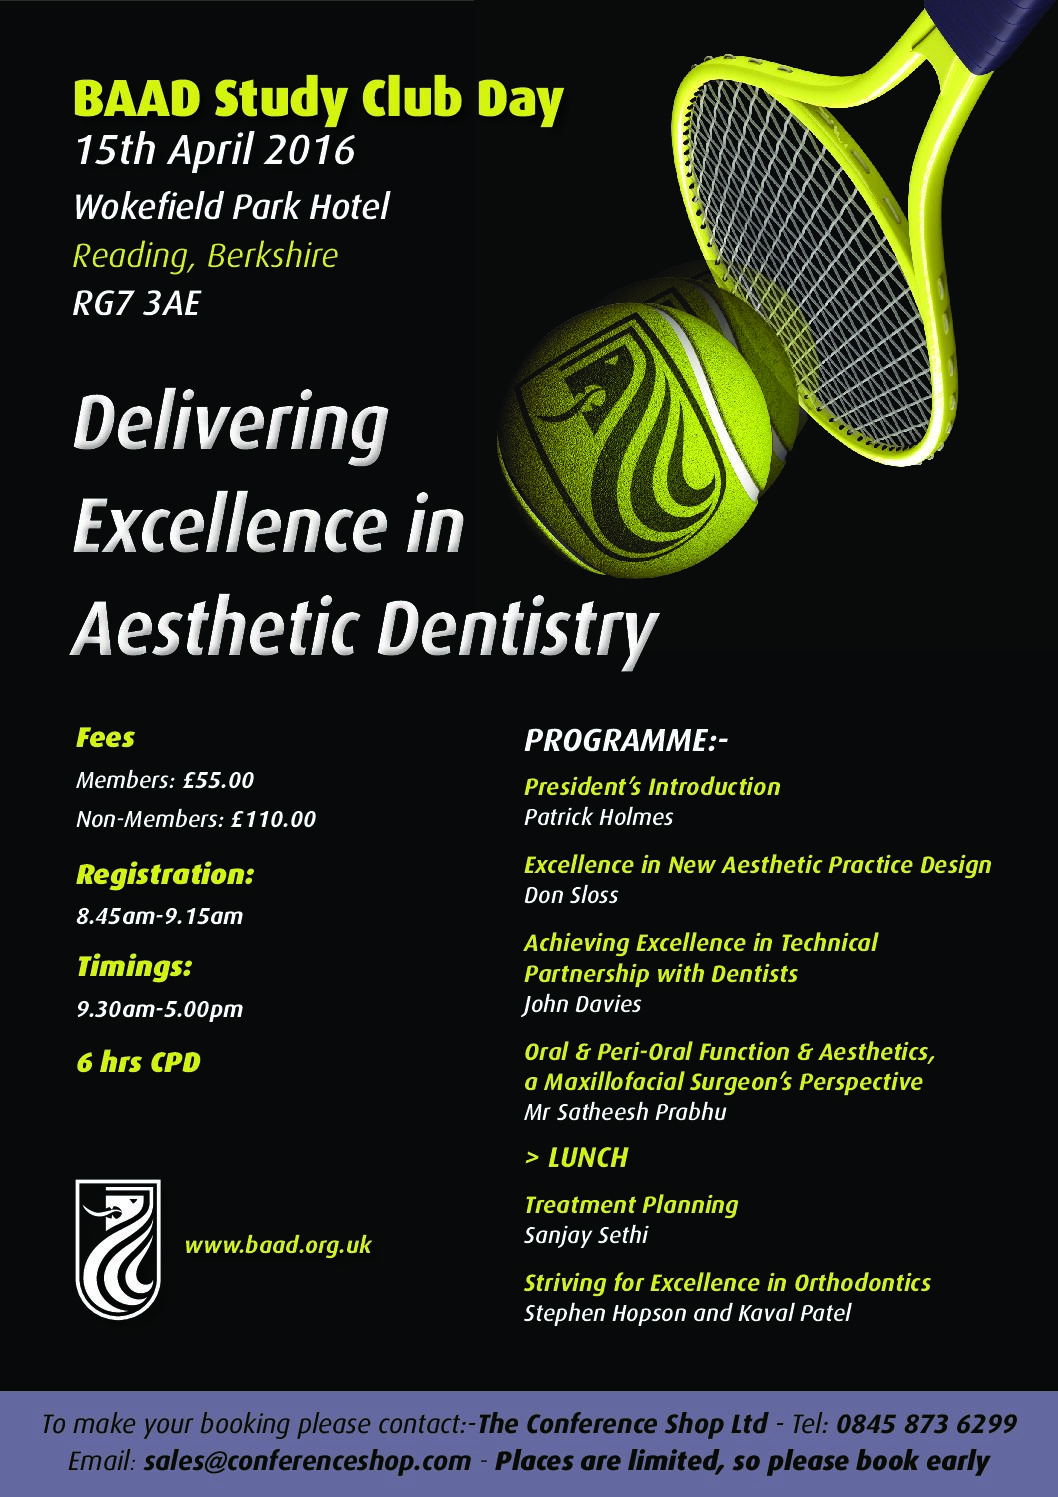 BAAD Study Club Day
15th April 2016
Wokefield Park Hotel
Reading, Berkshire
RG7 3AE
Delivering
Excellence in
Aesthetic Dentistry
Fees
Members: £55.00
Non-Members: £110.00
Registration:
8.45am-9.15am
Timings:
9.30am-5.00pm
6 hrs CPD
www.baad.org.uk
PROGRAMME:-
President’s Introduction
Patrick Holmes
Excellence in New Aesthetic Practice Design
Don Sloss
Achieving Excellence in Technical
Partnership with Dentists
John Davies
Oral & Peri-Oral Function & Aesthetics,
a Maxillofacial Surgeon’s Perspective
Mr Satheesh Prabhu
> LUNCH
Treatment Planning
Sanjay Sethi
Striving for Excellence in Orthodontics
Stephen Hopson and Kaval Patel
To make your booking please contact:-The Conference Shop Ltd - Tel: 0845 873 6299
Email: sales@conferenceshop.com - Places are limited, so please book early